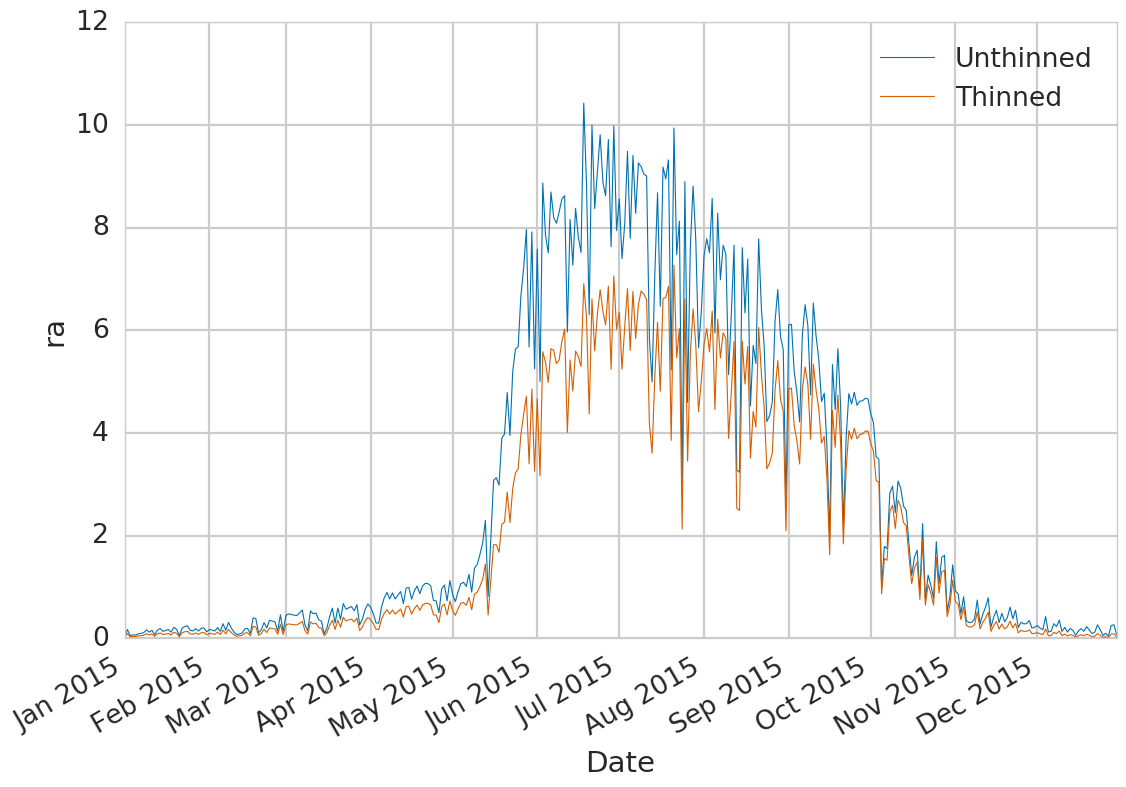 12
10
8
6
4
2
0
ra
Unthinned
Thinned
Jan 2015
Feb 2015
Mar 2015
Apr 2015
May 2015
Jun 2015
Jul 2015
Aug 2015
Sep 2015
Oct 2015
Nov 2015
Dec 2015
Date